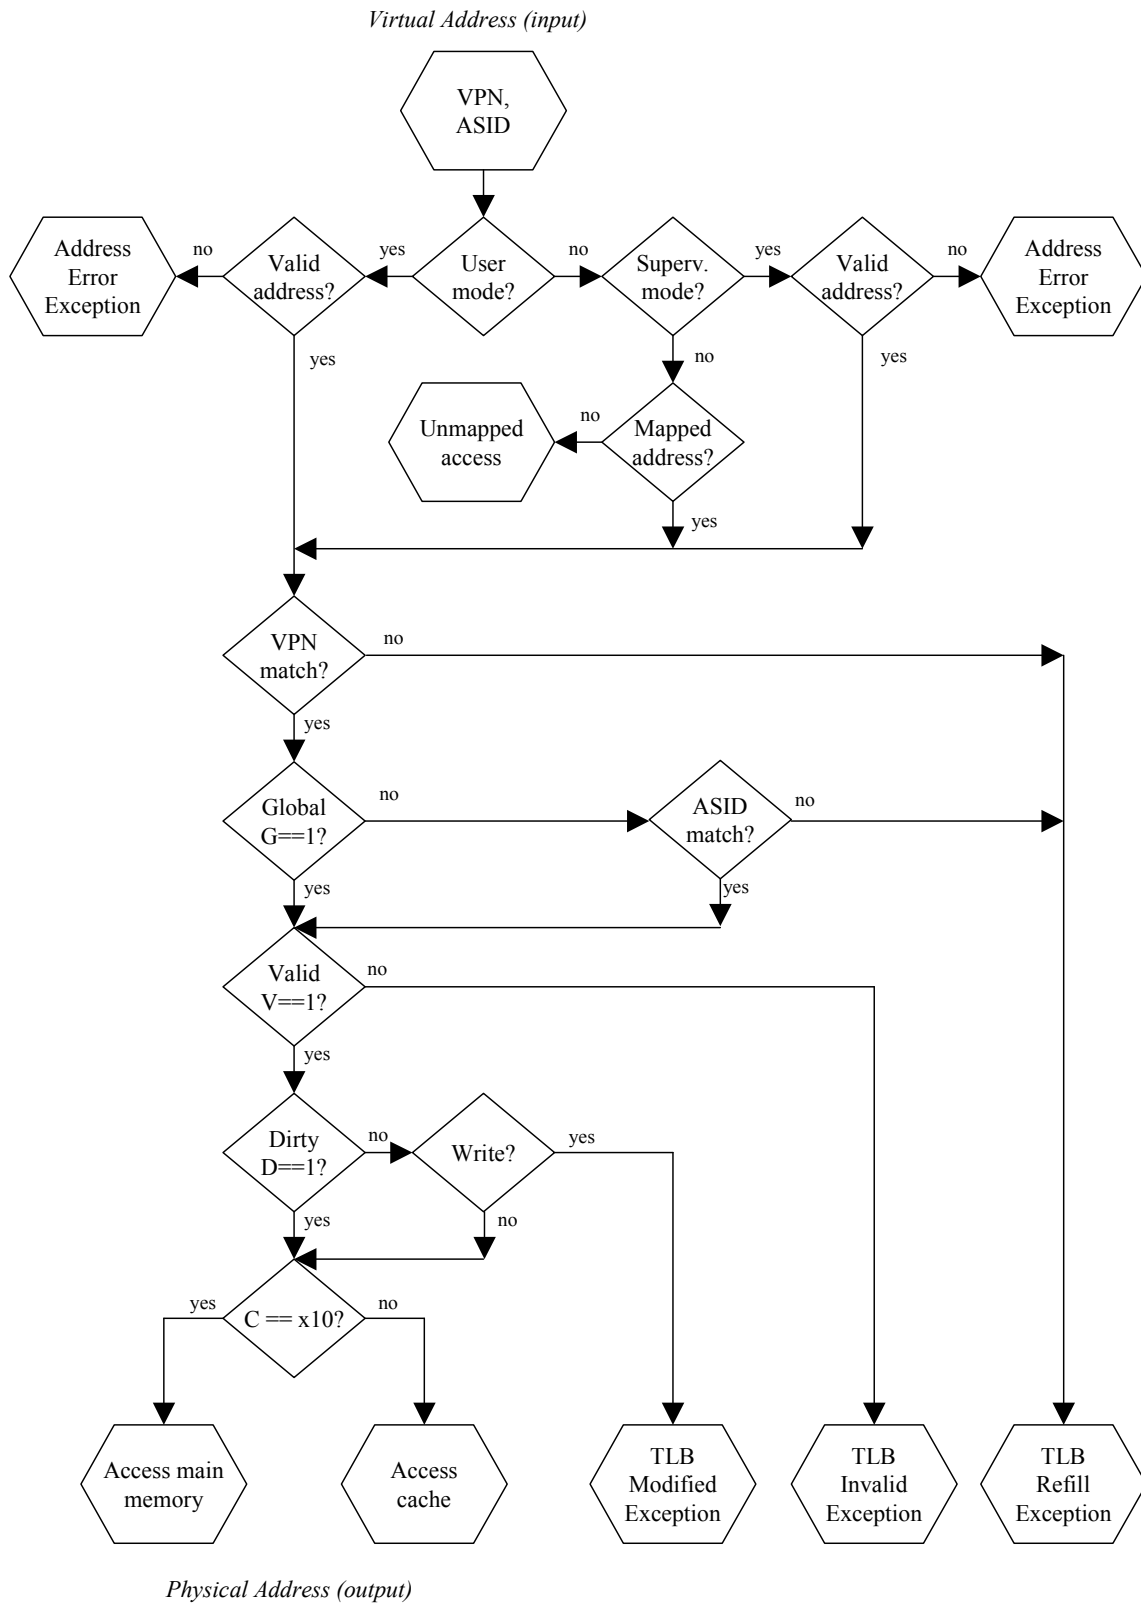 Virtual Address (input)
VPN,
ASID
Address
Error
Exception
no
Valid
address?
yes
User
mode?
no
Superv.
mode?
yes
Valid
address?
no
Address
Error
Exception
yes
no
yes
Unmapped
access
no
Mapped
address?
yes
VPN
match?
no
yes
Global
G==1?
no
ASID
match?
no
yes
yes
Valid
V==1?
no
yes
Dirty
D==1?
no
Write?
yes
yes
no
yes
C == x10?
no
Access main
memory
Access
cache
TLB
Modified
Exception
TLB
Invalid
Exception
TLB
Refill
Exception
Physical Address (output)